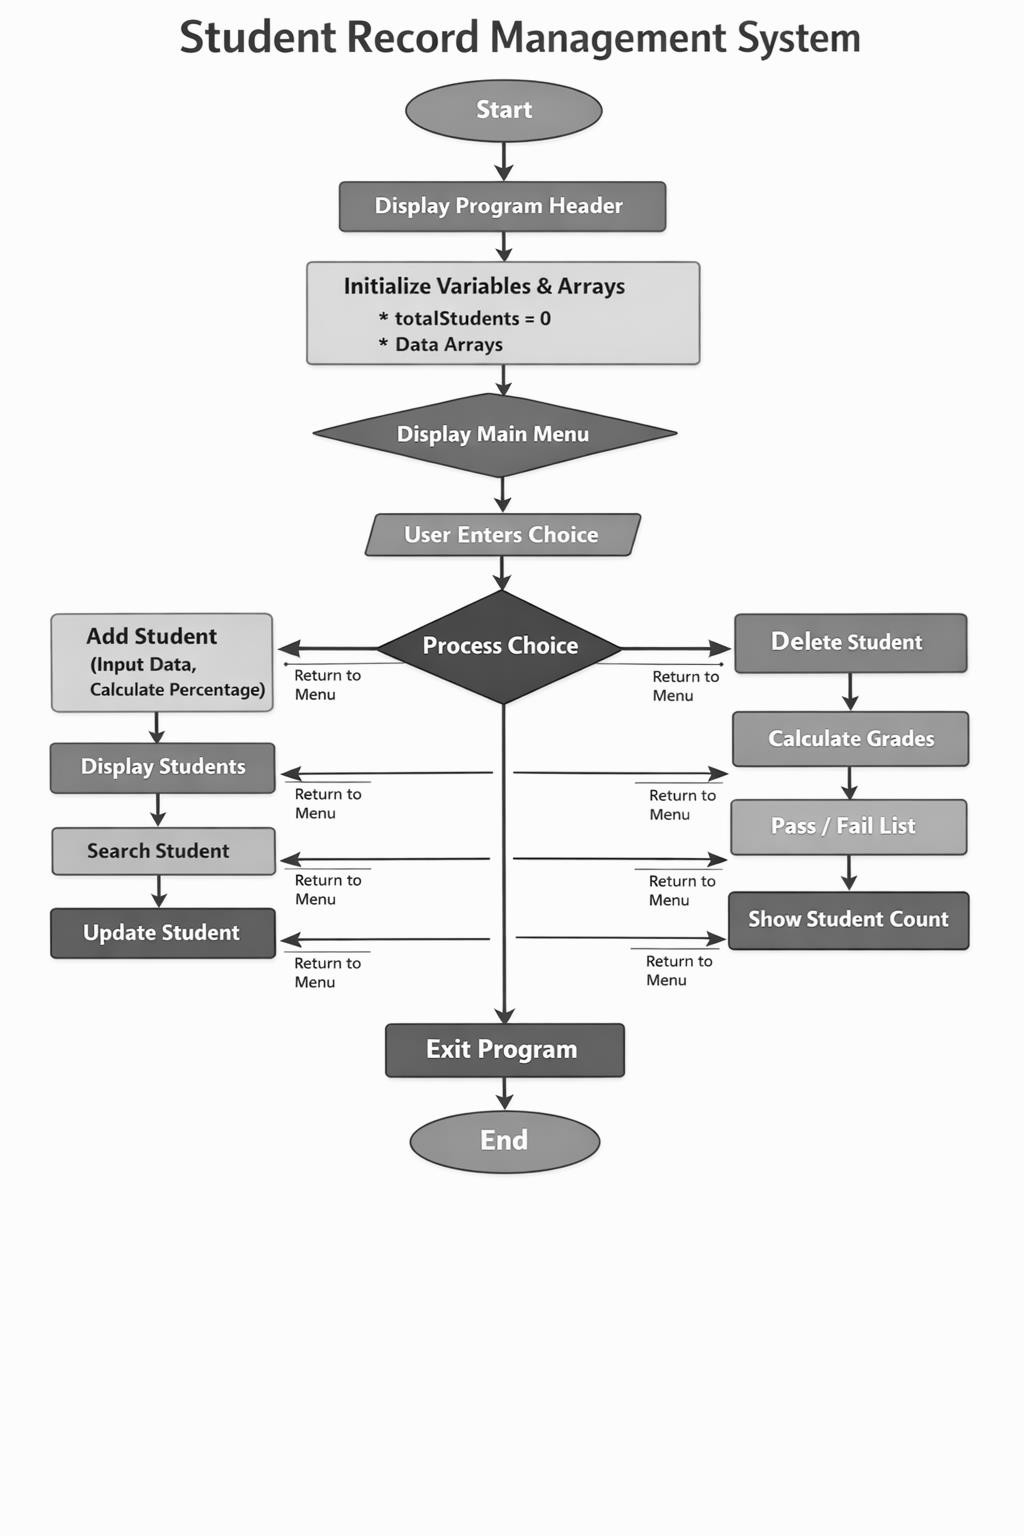 Student Record Management System
Start
Display Program Header
Initialize Variables & Arrays
* totalStudents = 0
* Data Arrays
Display Main Menu
User Enters Choice
Process Choice
Add Student
(Input Data,
Calculate Percentage)
Return to
Menu
Delete Student
Return to
Menu
Display Students
Return to
Menu
Calculate Grades
Return to
Menu
Search Student
Return to
Menu
Pass / Fail List
Return to
Menu
Update Student
Return to
Menu
Show Student Count
Return to
Menu
Exit Program
End